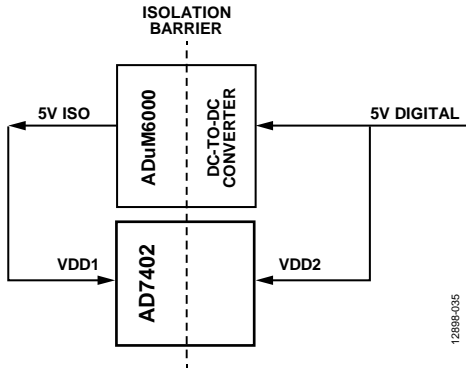 ISOLATION
BARRIER
5V ISO
ADuM6000
DC-TO-DC
CONVERTER
5V DIGITAL
VDD1
AD7402
VDD2
12898-035